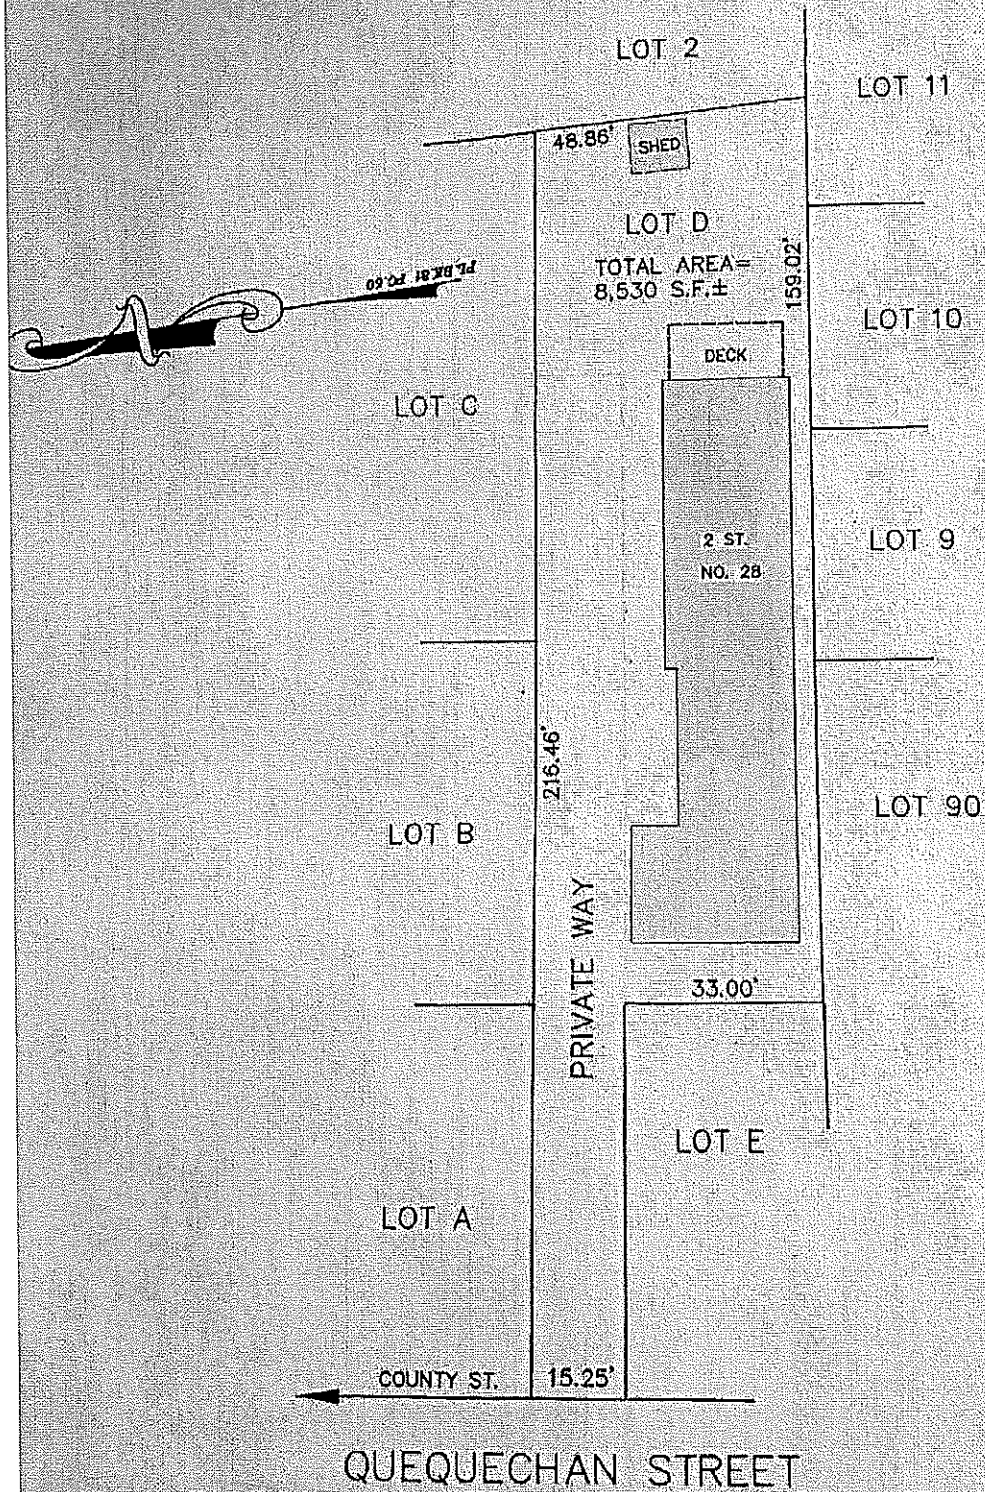 LOT 2
LOT 11
48.86'
SHED
LOT D
TOTAL AREA=
8,530 S.F.±
159.02'
PL. BK. 81 PG. 60
LOT 10
DECK
LOT C
2 ST.
NO. 28
LOT 9
216.46'
LOT B
LOT 90
PRIVATE WAY
33.00'
LOT E
LOT A
COUNTY ST.
15.25'
QUEQUECHAN STREET